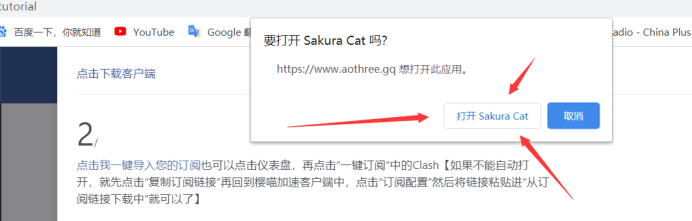 tutorial
百度一下，你就知道 YouTube Google 翻 adio - China Plus
要打开 Sakura Cat 吗?
https://www.aothree.gq 想打开此应用。
打开 Sakura Cat 取消
点击下载客户端
2/
点击我一键导入您的订阅也可以点击仪表盘，再点击“一键订阅”中的Clash【如果不能自动打
开，就先点击“复制订阅链接”再回到樱喵加速客户端中，点击“订阅配置”然后将链接粘贴进“从订
阅链接下载中”就可以了】